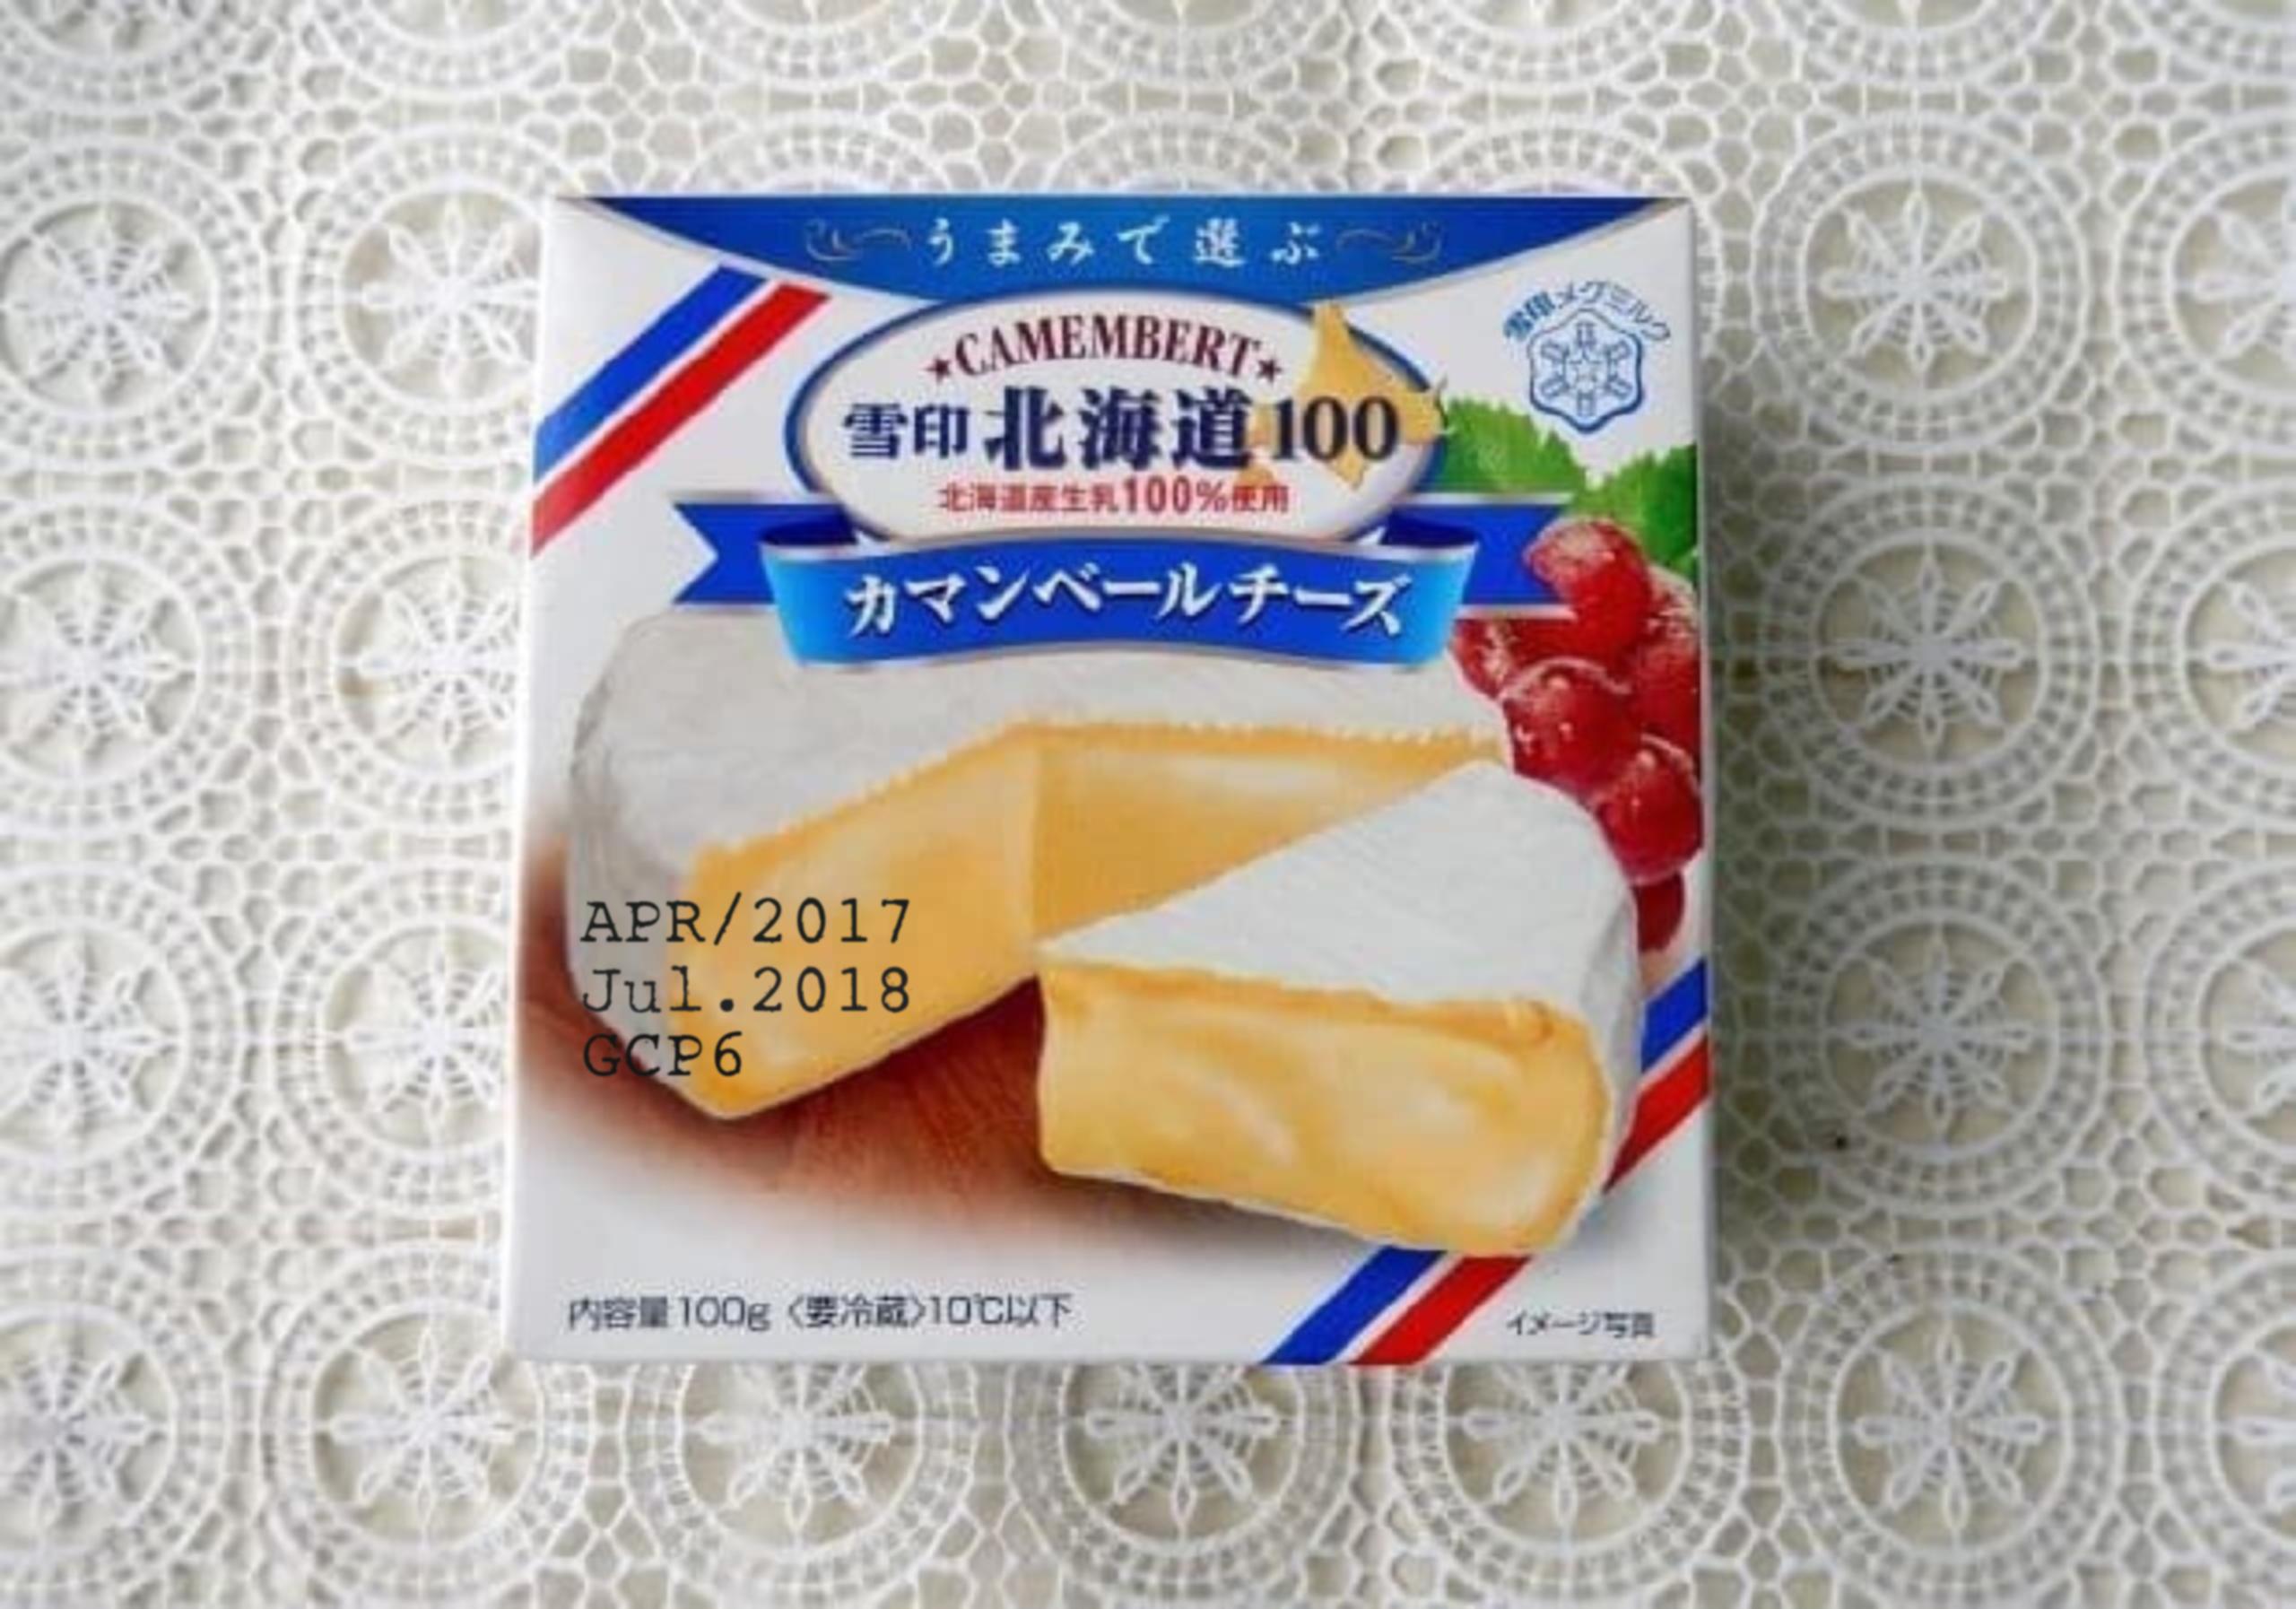 うまみで選ぶ
雪印メグミルク
★CAMEMBERT★
雪印北海道100
北海道産生乳100%使用
カマンベールチーズ
APR/2017
Jul.2018
GCP6
内容量100g〈要冷蔵〉10℃以下
イメージ写真